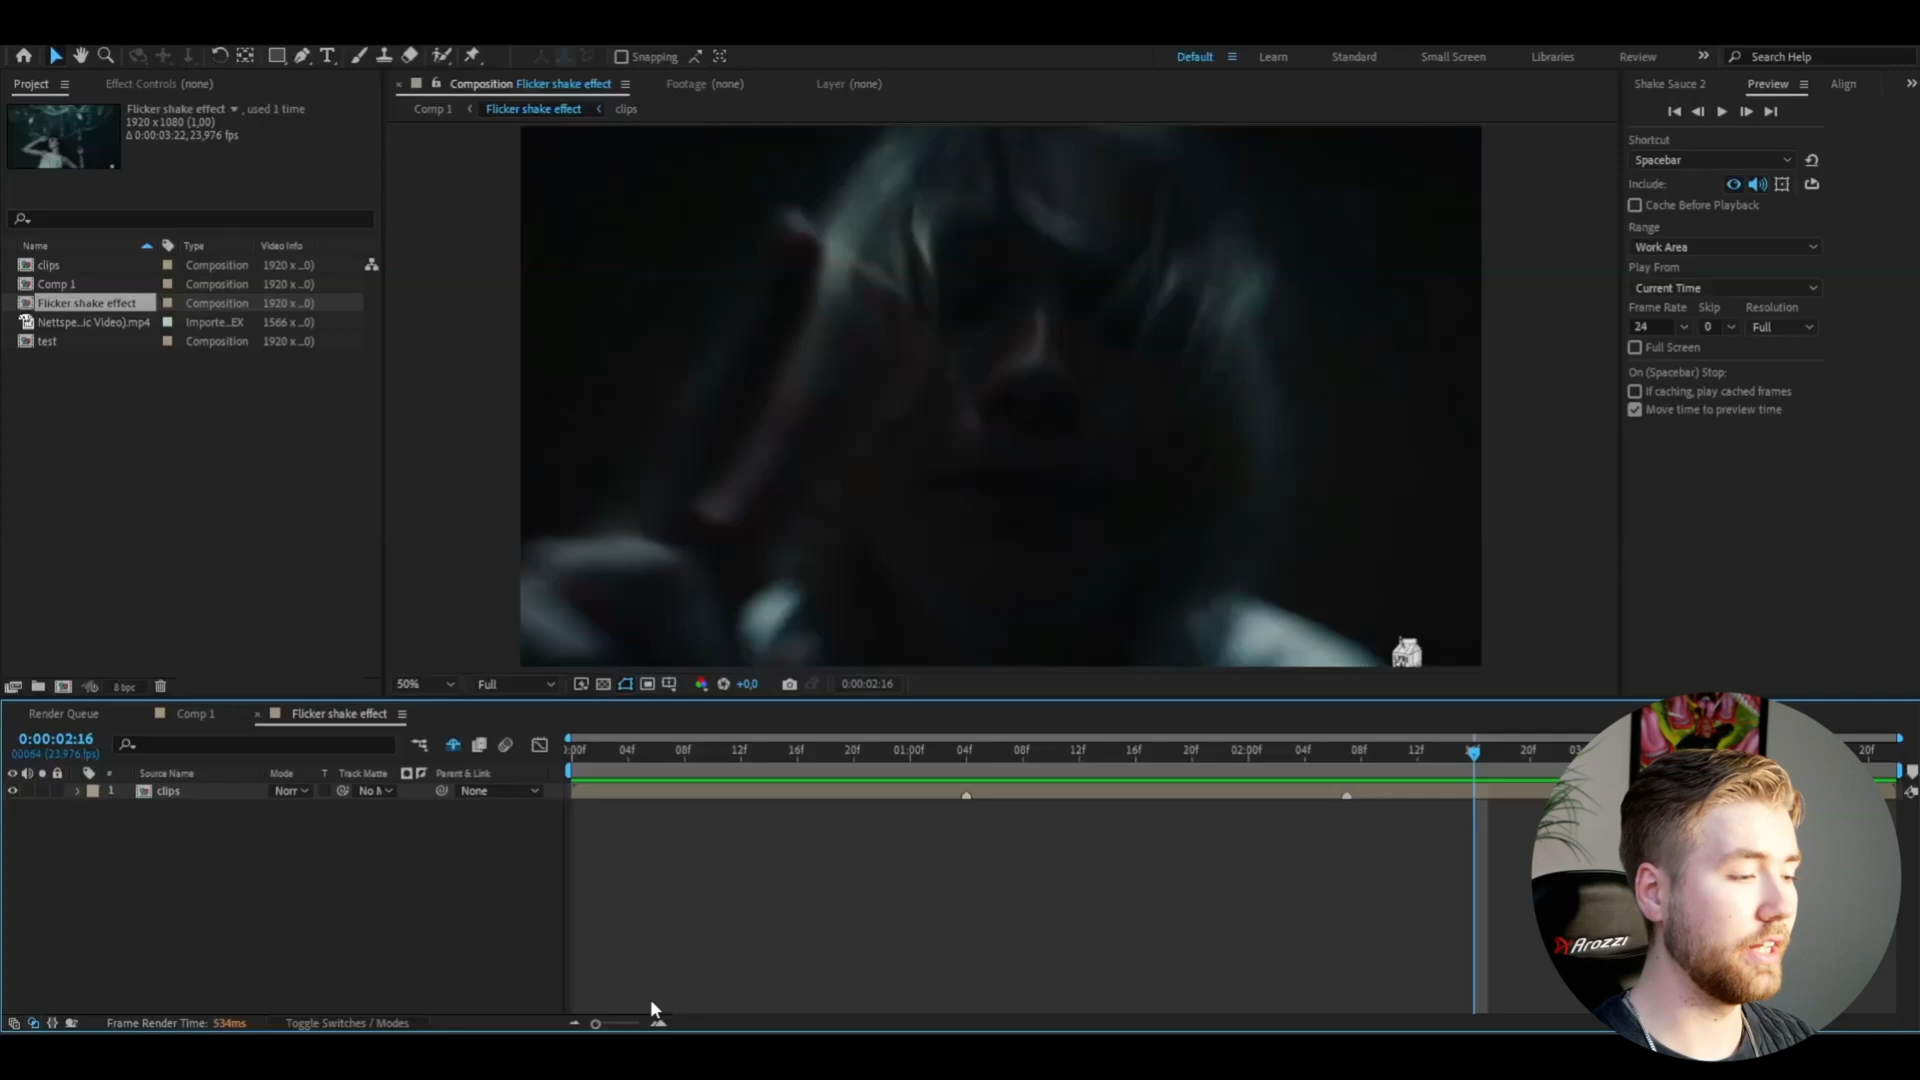 Snapping
Default
Learn
Standard
Small Screen
Libraries
Review
Search Help
Project
Effect Controls (none)
Composition Flicker shake effect
Footage (none)
Layer (none)
Shake Sauce 2
Preview
Align
Flicker shake effect , used 1 time
1920 x 1080 (1,00)
Δ 0:00:03:22, 23,976 fps
Comp 1
Flicker shake effect
clips
Shortcut
Spacebar
Include:
Cache Before Playback
Range
Work Area
Play From
Current Time
Frame Rate Skip Resolution
24 0 Full
Full Screen
On (Spacebar) Stop:
If caching, play cached frames
Move time to preview time
Name Type Video Info
clips Composition 1920 x ...0)
Comp 1 Composition 1920 x ...0)
Flicker shake effect Composition 1920 x ...0)
Nettspe...ic Video).mp4 Importe...EX 1566 x ...0)
test Composition 1920 x ...0)
8 bpc
50%
Full
+0,0
0:00:02:16
Render Queue
Comp 1
Flicker shake effect
0:00:02:16
00064 (23.976 fps)
:00f 04f 08f 12f 16f 20f 01:00f 04f 08f 12f 16f 20f 02:00f 04f 08f 12f 20f 20f
# Source Name Mode T Track Matte Parent & Link
1 clips Norr No M None
Arozzi
Frame Render Time: 534ms
Toggle Switches / Modes